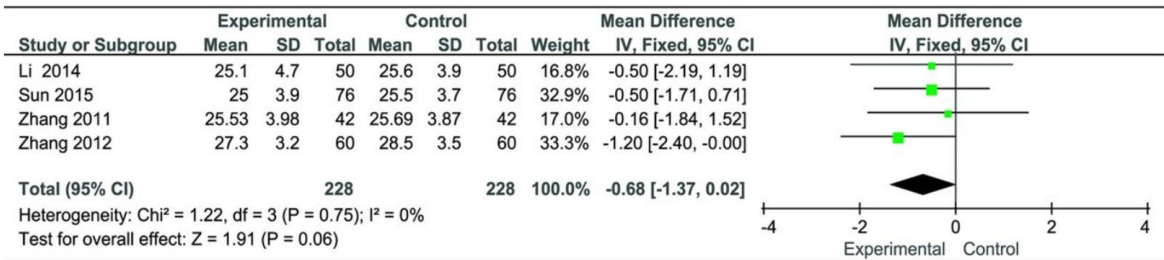 Experimental Control Mean Difference Mean Difference
Study or Subgroup Mean SD Total Mean SD Total Weight IV, Fixed, 95% CI IV, Fixed, 95% CI
Li 2014 25.1 4.7 50 25.6 3.9 50 16.8% -0.50 [-2.19, 1.19]
Sun 2015 25 3.9 76 25.5 3.7 76 32.9% -0.50 [-1.71, 0.71]
Zhang 2011 25.53 3.98 42 25.69 3.87 42 17.0% -0.16 [-1.84, 1.52]
Zhang 2012 27.3 3.2 60 28.5 3.5 60 33.3% -1.20 [-2.40, -0.00]
Total (95% CI) 228 228 100.0% -0.68 [-1.37, 0.02]
Heterogeneity: Chi² = 1.22, df = 3 (P = 0.75); I² = 0%
Test for overall effect: Z = 1.91 (P = 0.06)
-4 -2 0 2 4
Experimental Control